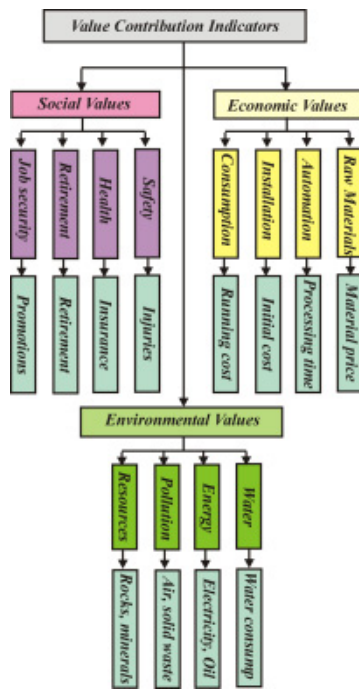 Value Contribution Indicators
Social Values
Economic Values
Job security
Retirement
Health
Safety
Consumption
Installation
Automation
Raw Materials
Promotions
Retirement
Insurance
Injuries
Running cost
Initial cost
Processing time
Material price
Environmental Values
Resources
Pollution
Energy
Water
Rocks, minerals
Air, solid waste
Electricity, Oil
Water consump